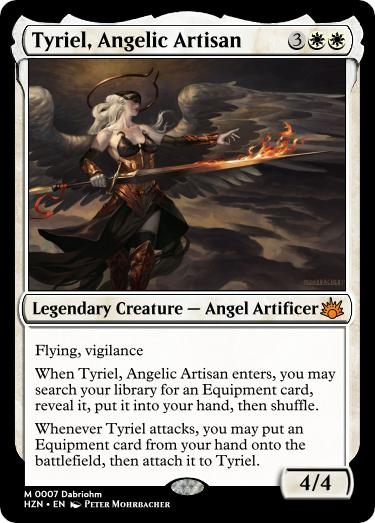 Tyriel, Angelic Artisan 3
Legendary Creature — Angel Artificer
Flying, vigilance
When Tyriel, Angelic Artisan enters, you may
search your library for an Equipment card,
reveal it, put it into your hand, then shuffle.
Whenever Tyriel attacks, you may put an
Equipment card from your hand onto the
battlefield, then attach it to Tyriel.
4/4
M 0007 Dabriohm
HZN • EN Peter Mohrbacher